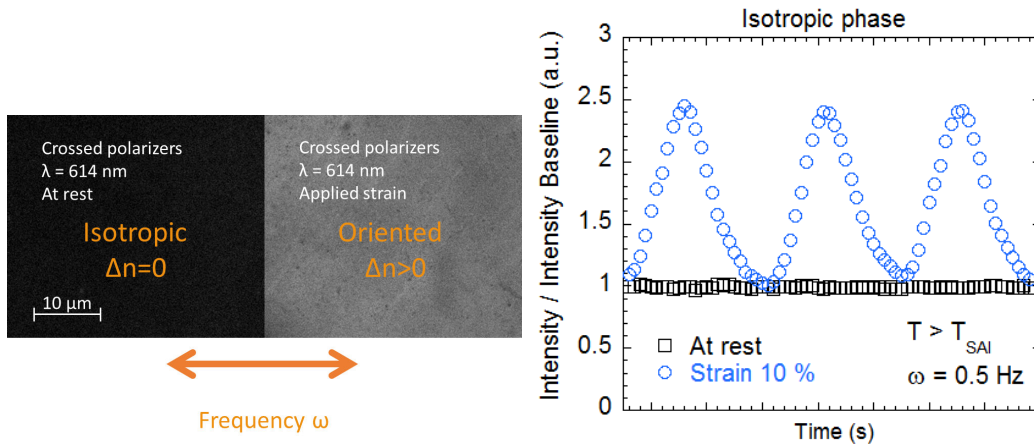 Crossed polarizers
λ = 614 nm
At rest
Isotropic
Δn=0
10 µm
Crossed polarizers
λ = 614 nm
Applied strain
Oriented
Δn>0
Frequency ω
Isotropic phase
Intensity / Intensity Baseline (a.u.)
3
2.5
2
1.5
1
0.5
0
At rest
Strain 10 %
T > T_SAI
ω = 0.5 Hz
Time (s)